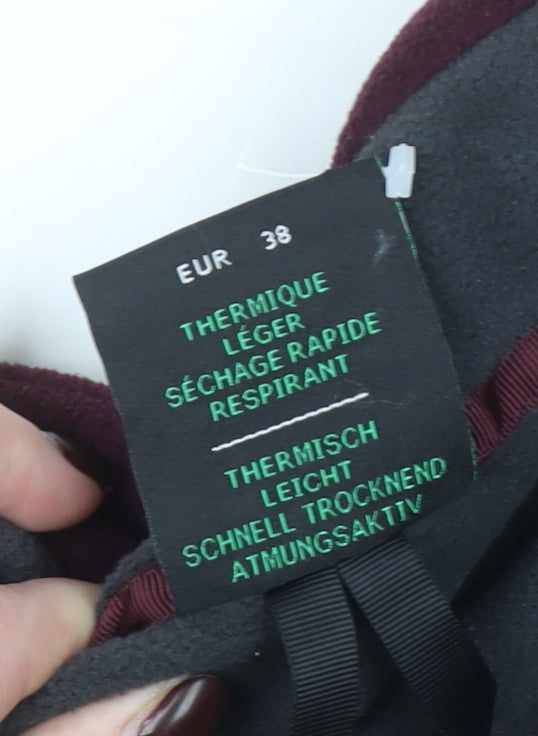 EUR 38
THERMIQUE
LÉGER
SÉCHAGE RAPIDE
RESPIRANT
THERMISCH
LEICHT
SCHNELL TROCKNEND
ATMUNGSAKTIV